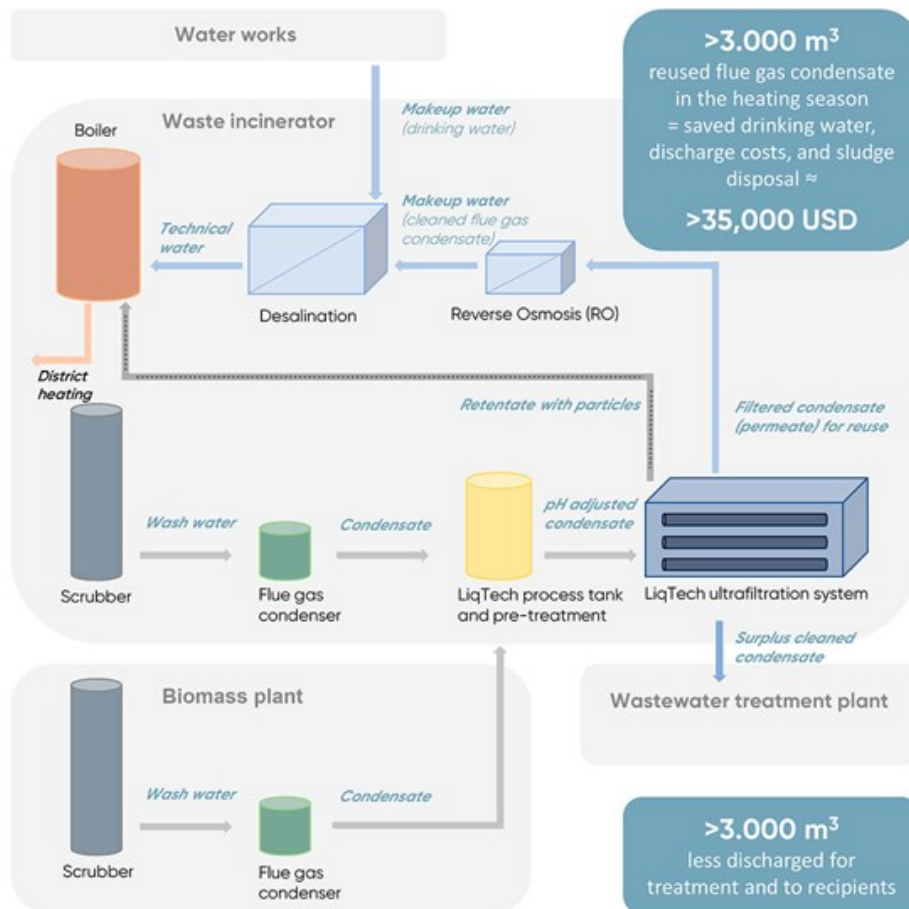 Water works
>3.000 m³
reused flue gas condensate
in the heating season
= saved drinking water,
discharge costs, and sludge
disposal ≈
>35,000 USD
Makeup water
(drinking water)
Waste incinerator
Boiler
Makeup water
(cleaned flue gas
condensate)
Technical
water
Desalination
Reverse Osmosis (RO)
District
heating
Retentate with particles
Filtered condensate
(permeate) for reuse
Wash water
Condensate
pH adjusted
condensate
Scrubber
Flue gas
condenser
LiqTech process tank
and pre-treatment
LiqTech ultrafiltration system
Surplus cleaned
condensate
Biomass plant
Wastewater treatment plant
Wash water
Condensate
Scrubber
Flue gas
condenser
>3.000 m³
less discharged for
treatment and to recipients